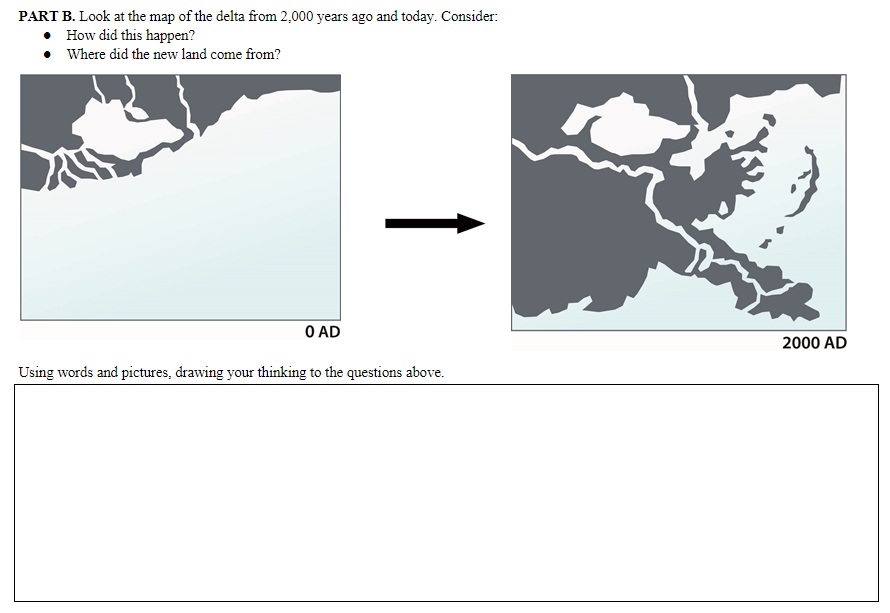 PART B. Look at the map of the delta from 2,000 years ago and today. Consider:
● How did this happen?
● Where did the new land come from?
0 AD
2000 AD
Using words and pictures, drawing your thinking to the questions above.